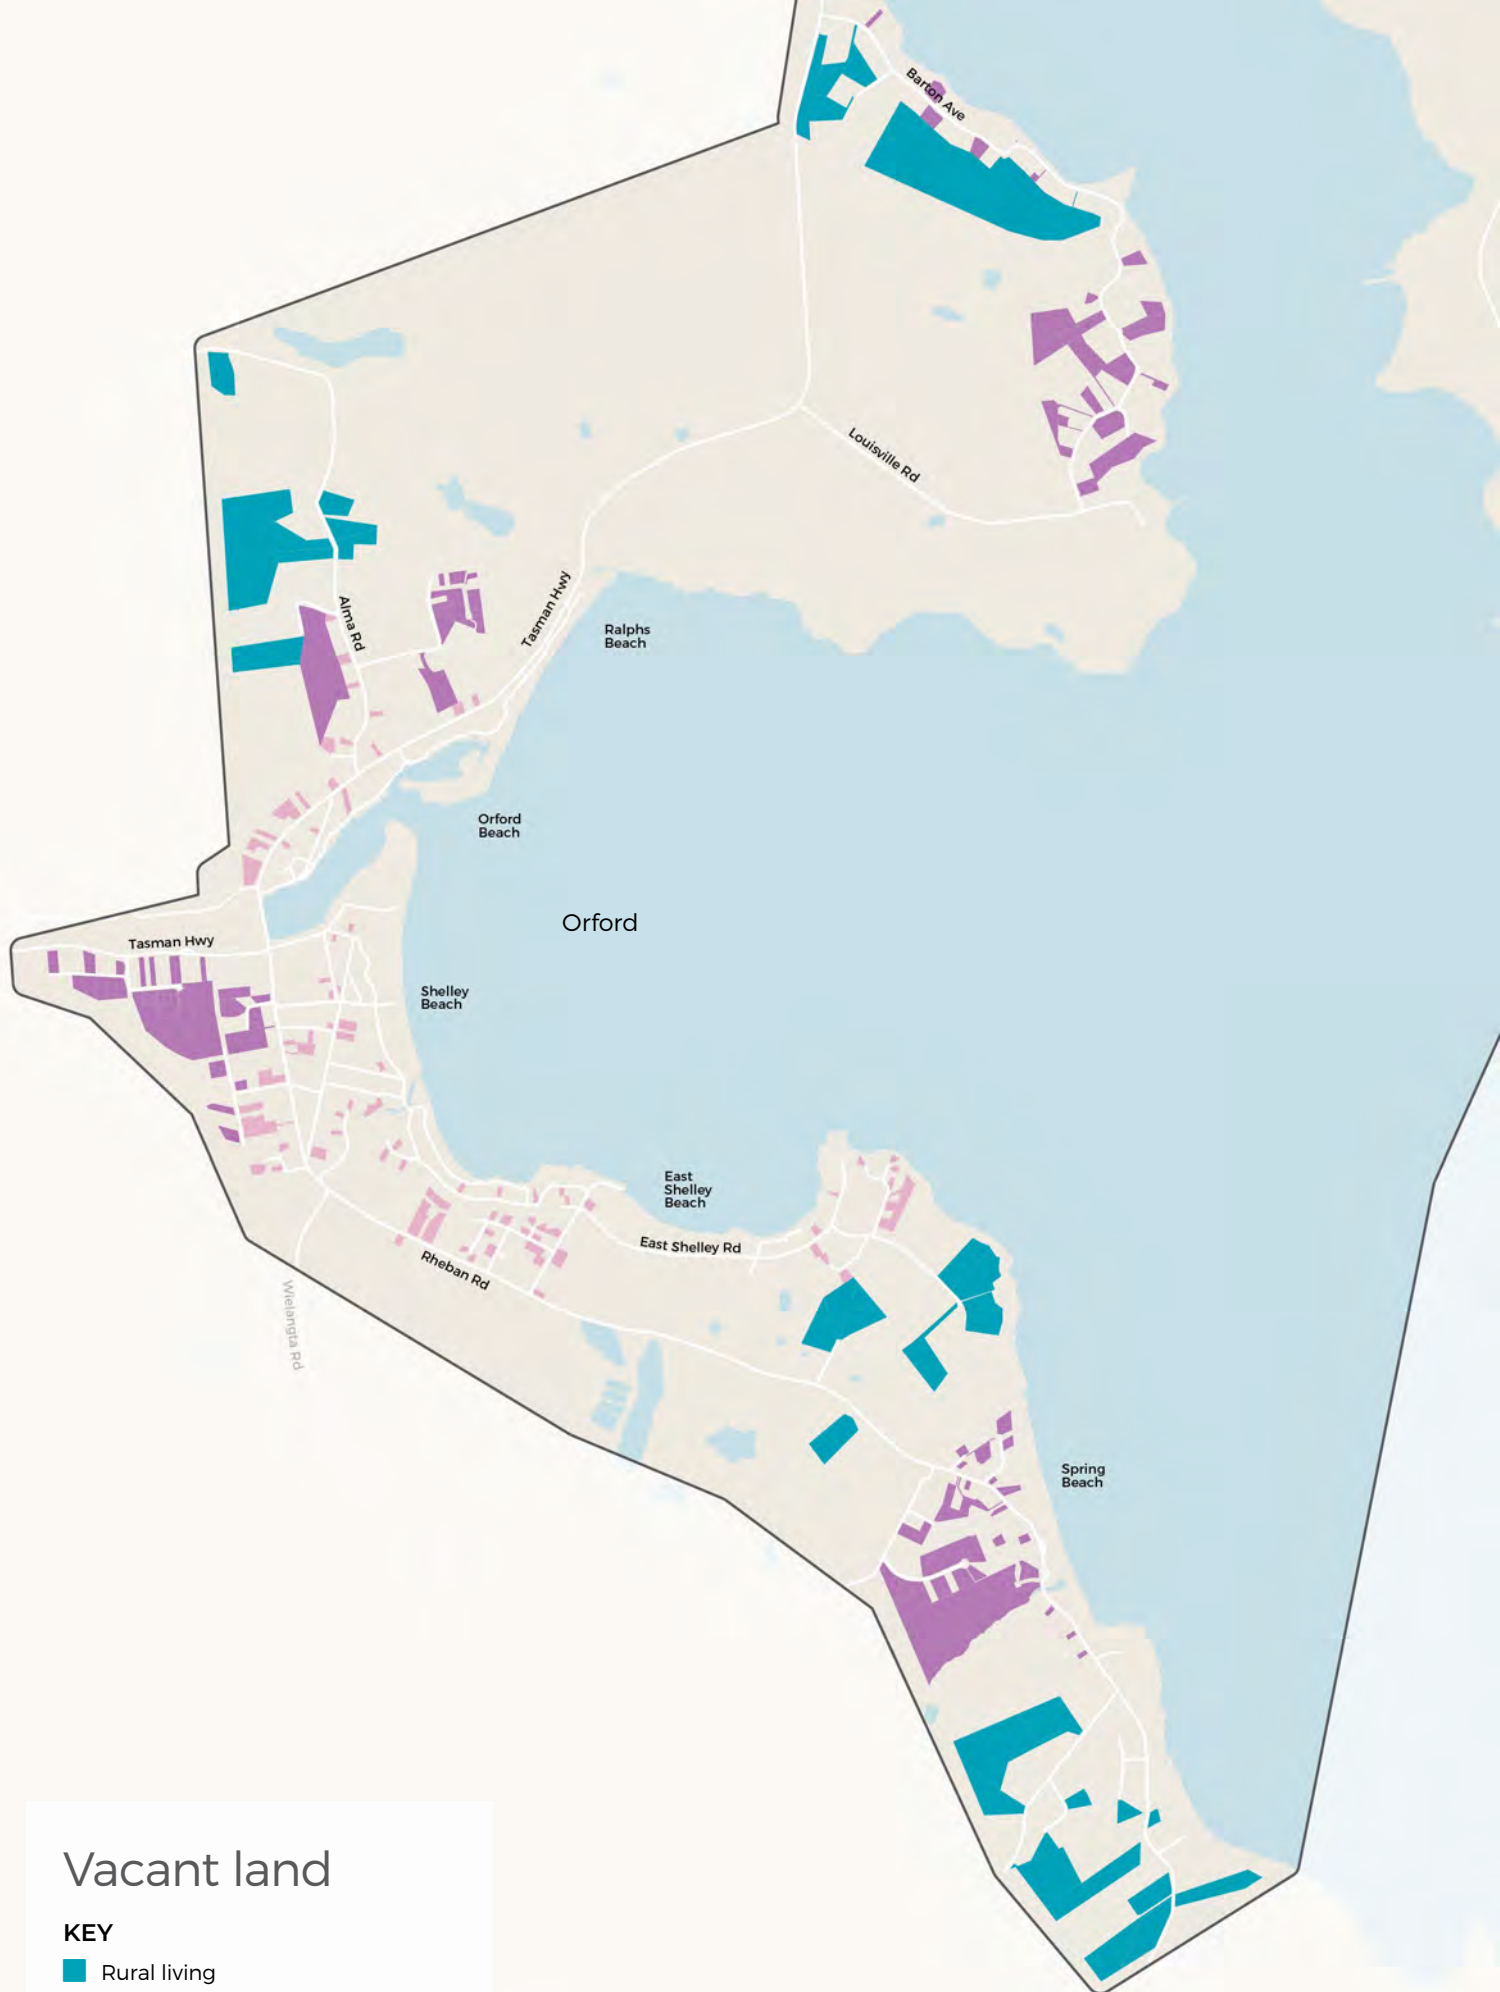 Barton Ave
Louisville Rd
Tasman Hwy
Alma Rd
Ralphs
Beach
Orford
Beach
Orford
Tasman Hwy
Shelley
Beach
East
Shelley
Beach
East Shelley Rd
Rheban Rd
Wielangta Rd
Spring
Beach
Vacant land
KEY
Rural living